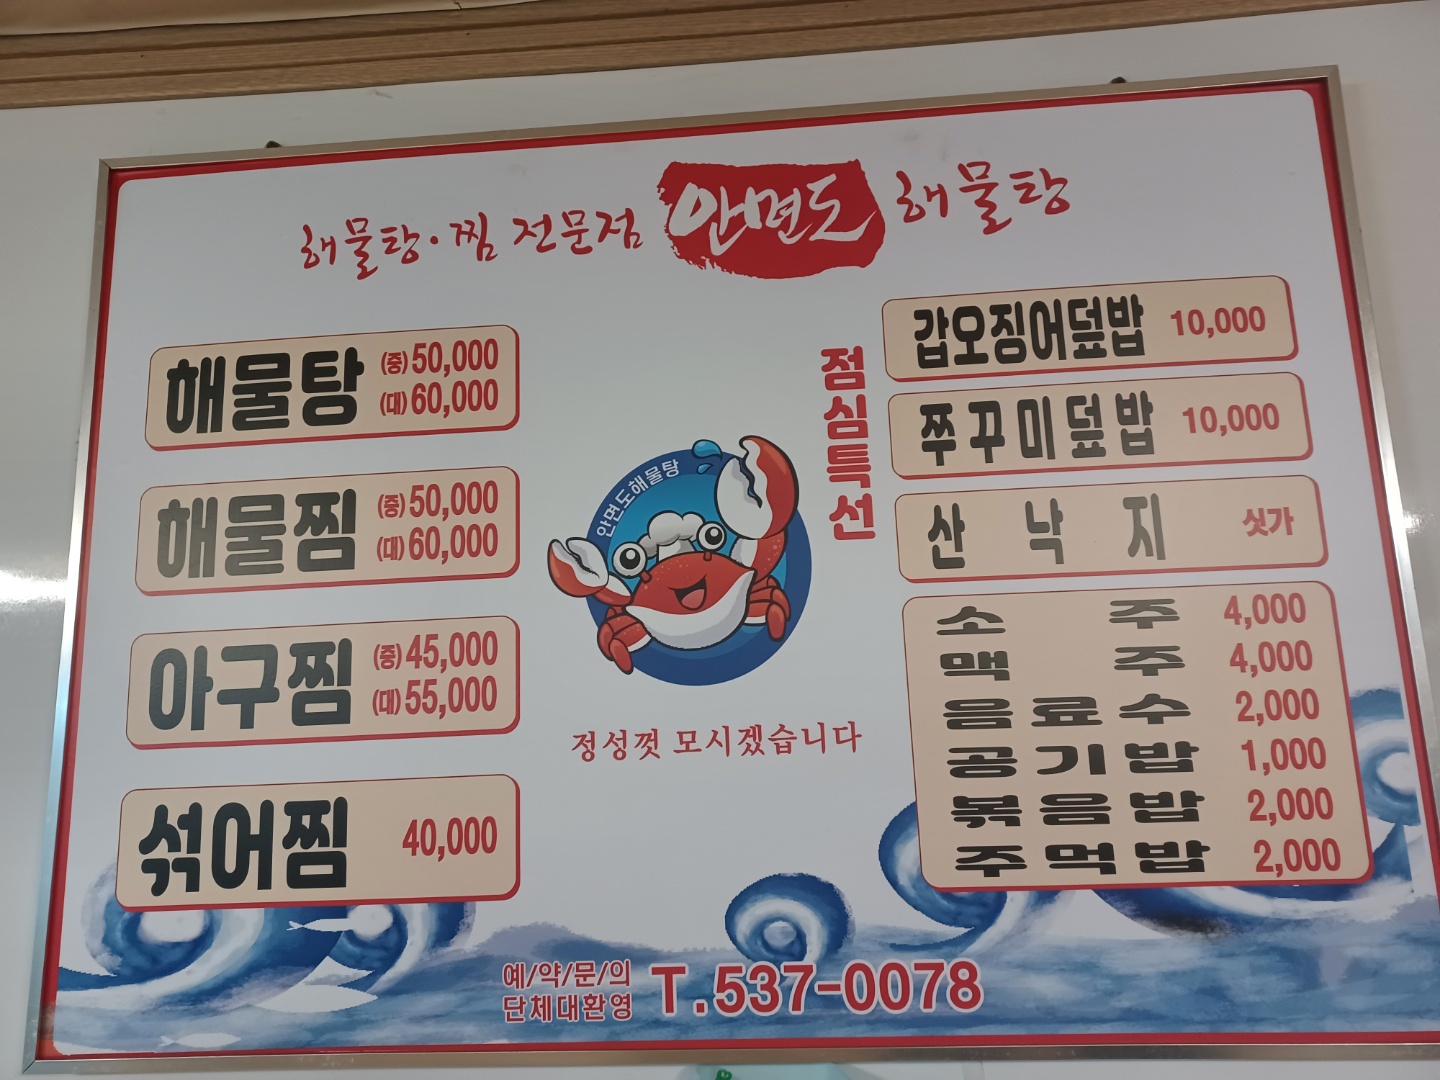 해물탕·찜 전문점 안면도 해물탕
해물탕 (중) 50,000
(대) 60,000
해물찜 (중) 50,000
(대) 60,000
아구찜 (중) 45,000
(대) 55,000
섞어찜 40,000
안면도해물탕
정성껏 모시겠습니다
점심특선
갑오징어덮밥 10,000
쭈꾸미덮밥 10,000
산낙지 싯가
소주 4,000
맥주 4,000
음료수 2,000
공기밥 1,000
볶음밥 2,000
주먹밥 2,000
예/약/문/의
단체대환영
T.537-0078